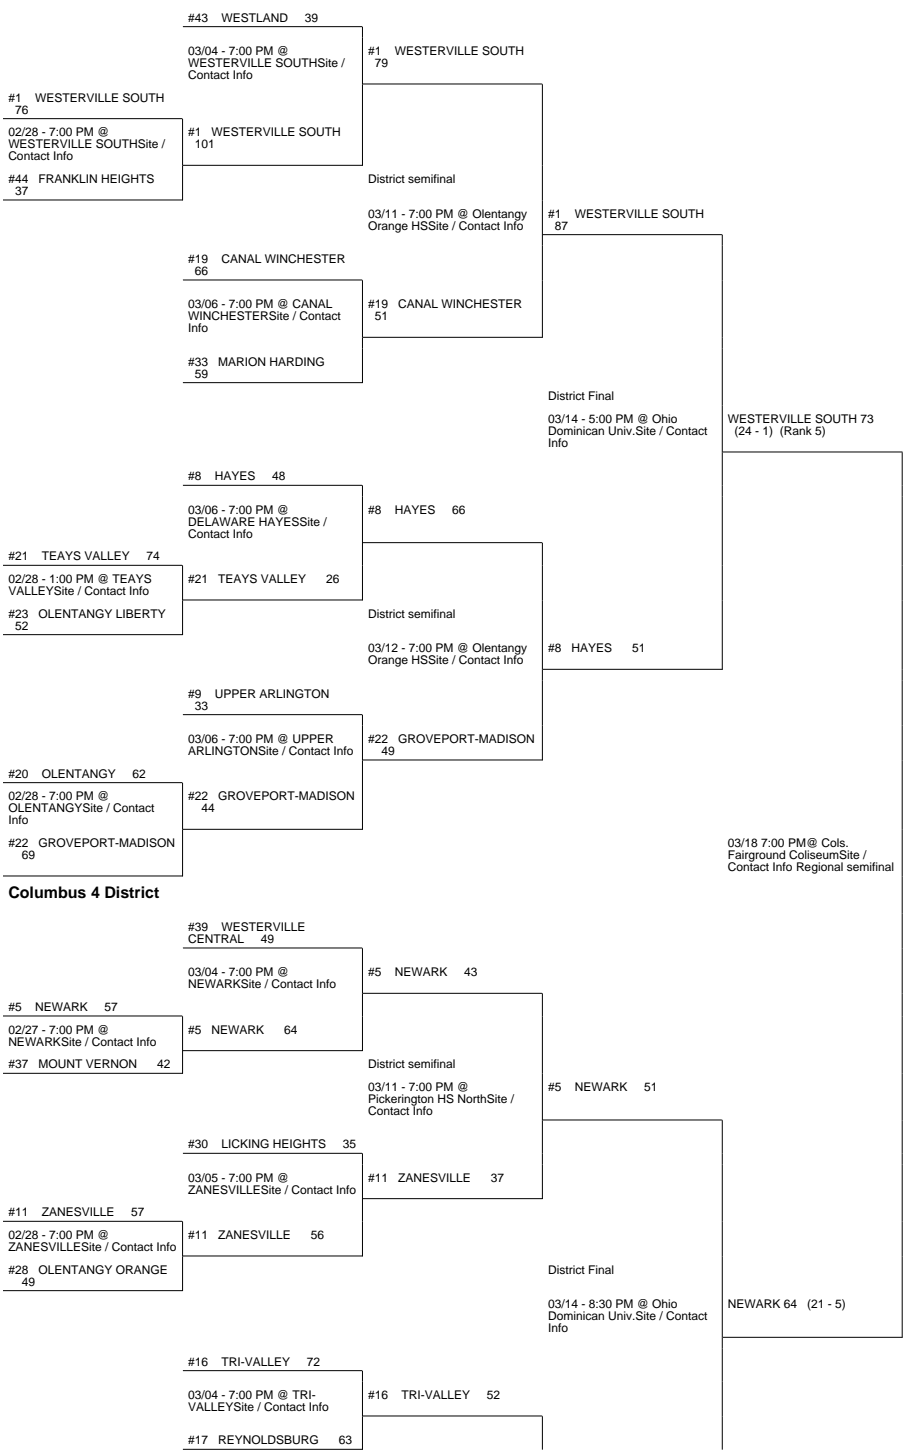 #43 WESTLAND 39
03/04 - 7:00 PM @
WESTERVILLE SOUTHSite /
Contact Info
#1 WESTERVILLE SOUTH
79
#1 WESTERVILLE SOUTH
76
02/28 - 7:00 PM @
WESTERVILLE SOUTHSite /
Contact Info
#1 WESTERVILLE SOUTH
101
#44 FRANKLIN HEIGHTS
37
District semifinal
03/11 - 7:00 PM @ Olentangy
Orange HSSite / Contact Info
#1 WESTERVILLE SOUTH
87
#19 CANAL WINCHESTER
66
03/06 - 7:00 PM @ CANAL
WINCHESTERSite / Contact
Info
#19 CANAL WINCHESTER
51
#33 MARION HARDING
59
District Final
03/14 - 5:00 PM @ Ohio
Dominican Univ.Site / Contact
Info
WESTERVILLE SOUTH 73
(24 - 1) (Rank 5)
#8 HAYES 48
03/06 - 7:00 PM @
DELAWARE HAYESSite /
Contact Info
#8 HAYES 66
#21 TEAYS VALLEY 74
02/28 - 1:00 PM @ TEAYS
VALLEYSite / Contact Info
#21 TEAYS VALLEY 26
#23 OLENTANGY LIBERTY
52
District semifinal
03/12 - 7:00 PM @ Olentangy
Orange HSSite / Contact Info
#8 HAYES 51
#9 UPPER ARLINGTON
33
03/06 - 7:00 PM @ UPPER
ARLINGTONSite / Contact Info
#22 GROVEPORT-MADISON
49
#20 OLENTANGY 62
02/28 - 7:00 PM @
OLENTANGYSite / Contact
Info
#22 GROVEPORT-MADISON
44
#22 GROVEPORT-MADISON
69
03/18 7:00 PM@ Cols.
Fairground ColiseumSite /
Contact Info Regional semifinal
Columbus 4 District
#39 WESTERVILLE
CENTRAL 49
03/04 - 7:00 PM @
NEWARKSite / Contact Info
#5 NEWARK 43
#5 NEWARK 57
02/27 - 7:00 PM @
NEWARKSite / Contact Info
#5 NEWARK 64
#37 MOUNT VERNON 42
District semifinal
03/11 - 7:00 PM @
Pickerington HS NorthSite /
Contact Info
#5 NEWARK 51
#30 LICKING HEIGHTS 35
03/05 - 7:00 PM @
ZANESVILLESite / Contact Info
#11 ZANESVILLE 37
#11 ZANESVILLE 57
02/28 - 7:00 PM @
ZANESVILLESite / Contact Info
#11 ZANESVILLE 56
#28 OLENTANGY ORANGE
49
District Final
03/14 - 8:30 PM @ Ohio
Dominican Univ.Site / Contact
Info
NEWARK 64 (21 - 5)
#16 TRI-VALLEY 72
03/04 - 7:00 PM @ TRI-
VALLEYSite / Contact Info
#16 TRI-VALLEY 52
#17 REYNOLDSBURG 63